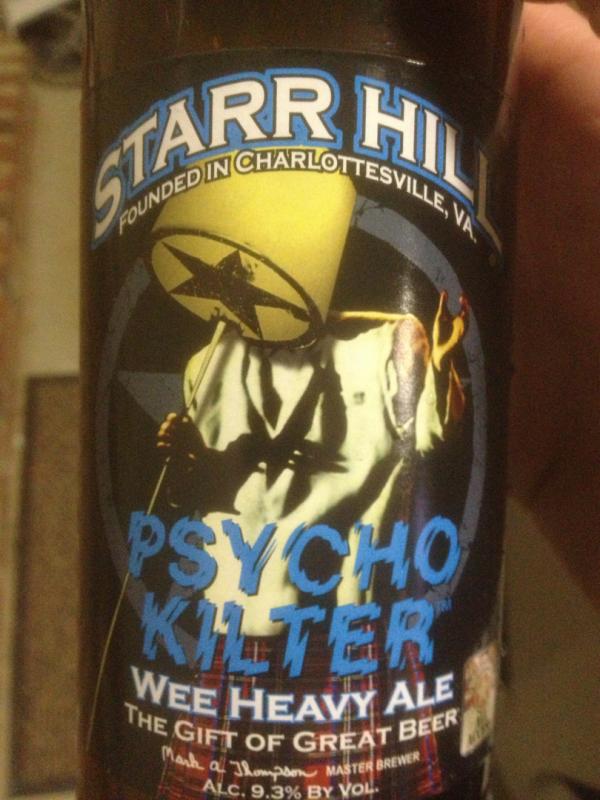 STARR HILL
FOUNDED IN CHARLOTTESVILLE, VA.
PSYCHO
KILTER™
WEE HEAVY ALE
THE GIFT OF GREAT BEER
Mark A Thompson MASTER BREWER
ALC. 9.3% BY VOL.